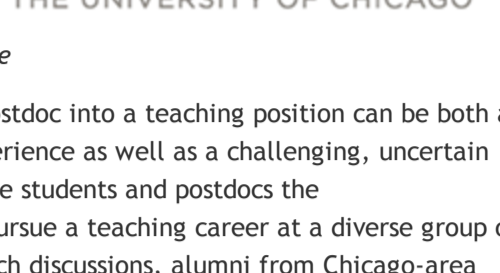 THE UNIVERSITY OF CHICAGO
e
ostdoc into a teaching position can be both a
erience as well as a challenging, uncertain
e students and postdocs the
ursue a teaching career at a diverse group o
ch discussions, alumni from Chicago-area